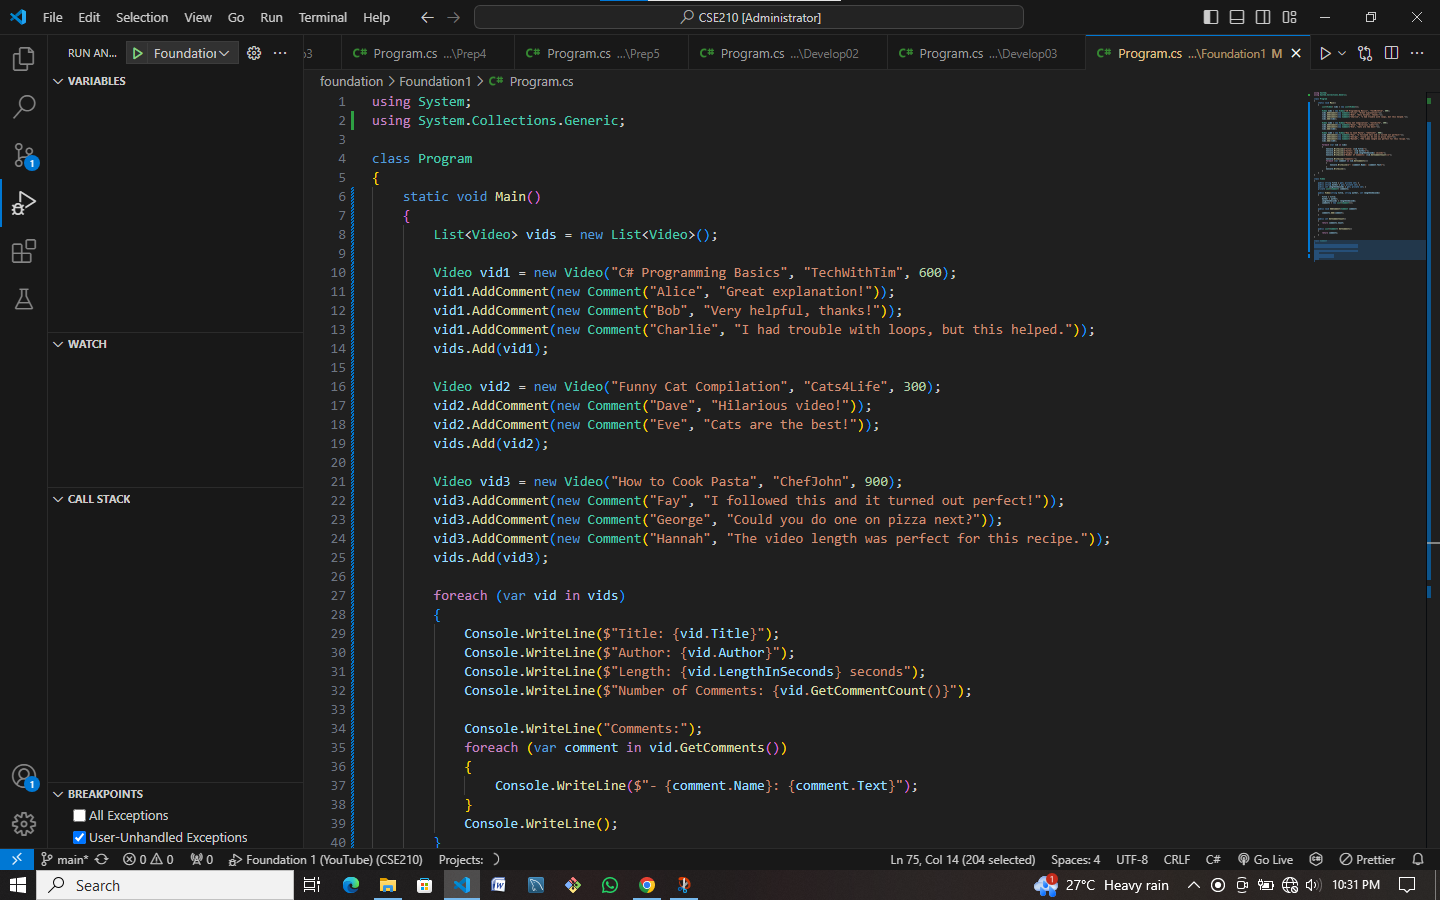 File Edit Selection View Go Run Terminal Help
CSE210 [Administrator]
RUN AN... Foundation
p3
Program.cs ...\Prep4
Program.cs ...\Prep5
Program.cs ...\Develop02
Program.cs ...\Develop03
Program.cs ...\Foundation1 M
VARIABLES
WATCH
CALL STACK
BREAKPOINTS
All Exceptions
User-Unhandled Exceptions
1
1
foundation > Foundation1 > C# Program.cs
1 using System;
2 using System.Collections.Generic;
3
4 class Program
5 {
6 static void Main()
7 {
8 List<Video> vids = new List<Video>();
9
10 Video vid1 = new Video("C# Programming Basics", "TechWithTim", 600);
11 vid1.AddComment(new Comment("Alice", "Great explanation!"));
12 vid1.AddComment(new Comment("Bob", "Very helpful, thanks!"));
13 vid1.AddComment(new Comment("Charlie", "I had trouble with loops, but this helped."));
14 vids.Add(vid1);
15
16 Video vid2 = new Video("Funny Cat Compilation", "Cats4Life", 300);
17 vid2.AddComment(new Comment("Dave", "Hilarious video!"));
18 vid2.AddComment(new Comment("Eve", "Cats are the best!"));
19 vids.Add(vid2);
20
21 Video vid3 = new Video("How to Cook Pasta", "ChefJohn", 900);
22 vid3.AddComment(new Comment("Fay", "I followed this and it turned out perfect!"));
23 vid3.AddComment(new Comment("George", "Could you do one on pizza next?"));
24 vid3.AddComment(new Comment("Hannah", "The video length was perfect for this recipe."));
25 vids.Add(vid3);
26
27 foreach (var vid in vids)
28 {
29 Console.WriteLine($"Title: {vid.Title}");
30 Console.WriteLine($"Author: {vid.Author}");
31 Console.WriteLine($"Length: {vid.LengthInSeconds} seconds");
32 Console.WriteLine($"Number of Comments: {vid.GetCommentCount()}");
33
34 Console.WriteLine("Comments:");
35 foreach (var comment in vid.GetComments())
36 {
37 Console.WriteLine($"- {comment.Name}: {comment.Text}");
38 }
39 Console.WriteLine();
40 }
main* 0 0 0 Foundation 1 (YouTube) (CSE210) Projects: Ln 75, Col 14 (204 selected) Spaces: 4 UTF-8 CRLF C# Go Live Prettier
Search 1 27°C Heavy rain 10:31 PM